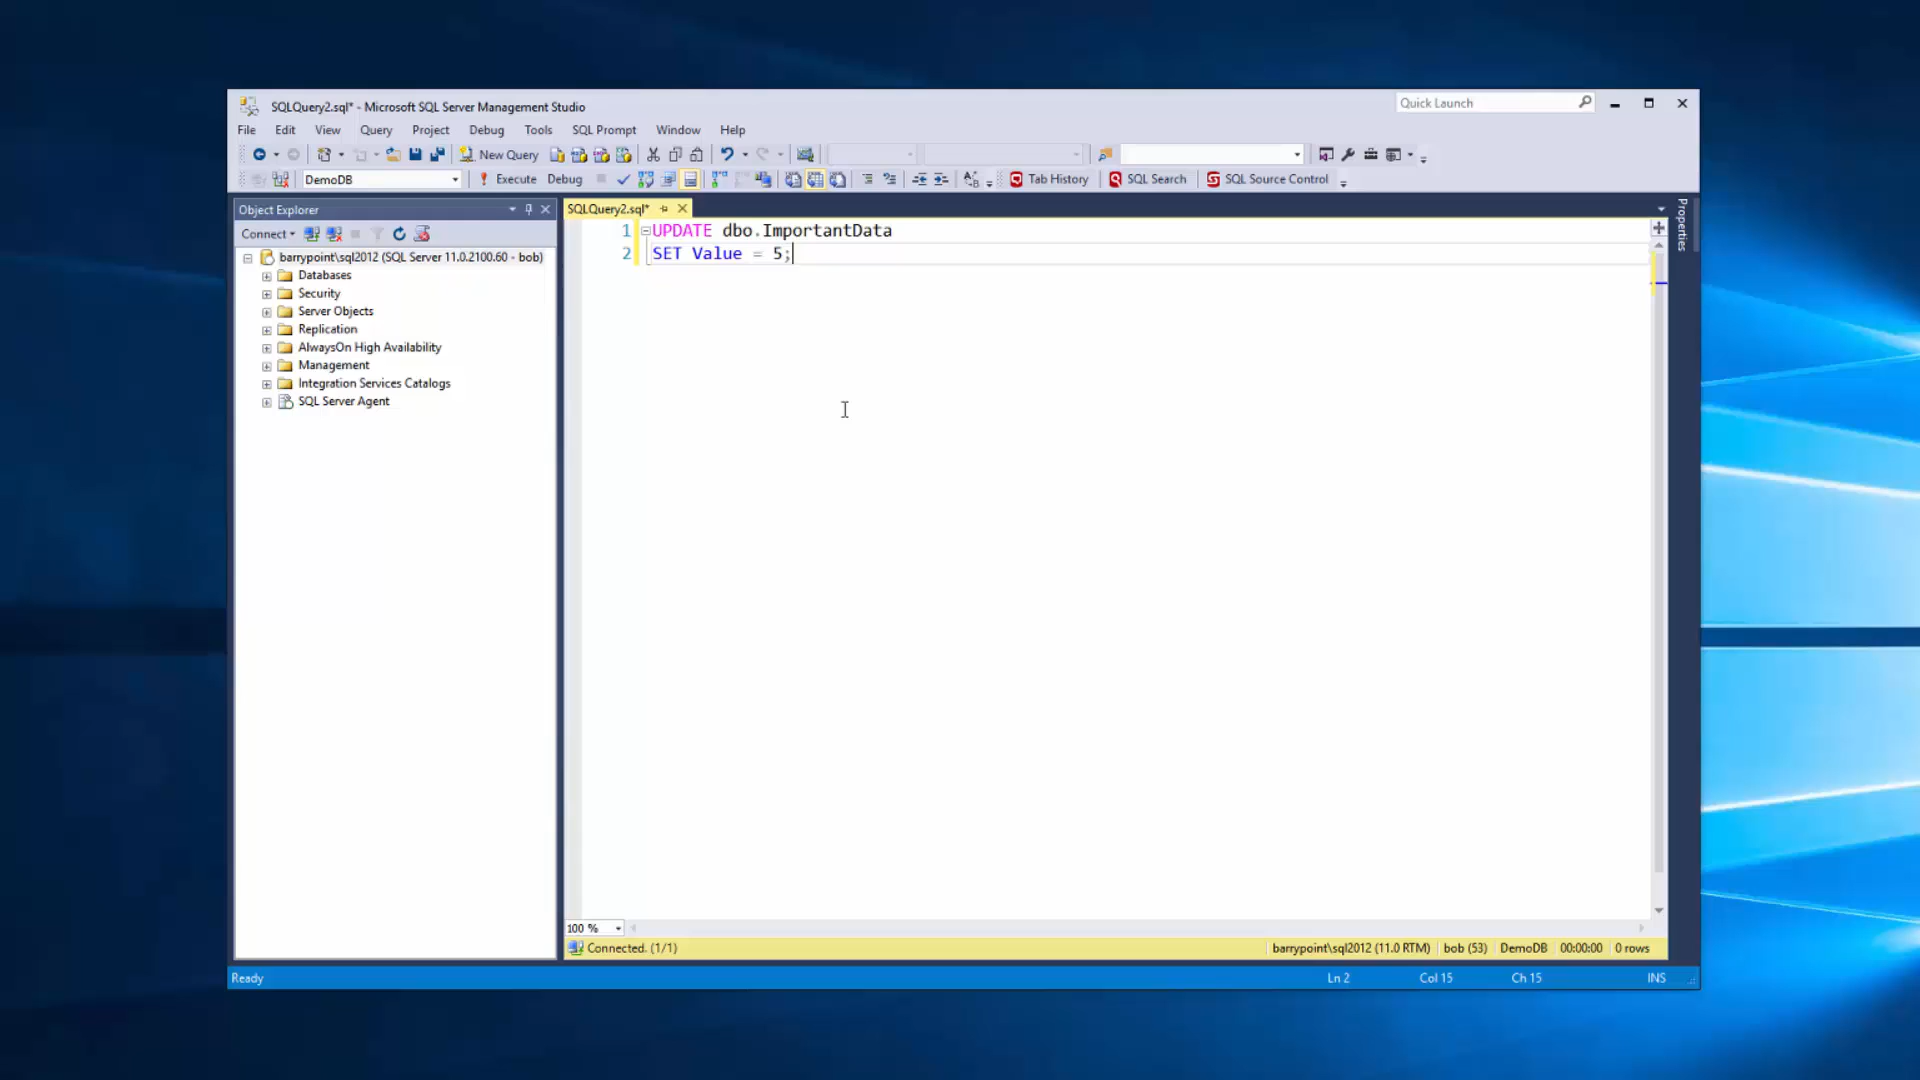 SQLQuery2.sql* - Microsoft SQL Server Management Studio
Quick Launch
File Edit View Query Project Debug Tools SQL Prompt Window Help
New Query
DemoDB
Execute Debug
Tab History SQL Search SQL Source Control
Object Explorer
Connect
barrypoint\sql2012 (SQL Server 11.0.2100.60 - bob)
Databases
Security
Server Objects
Replication
AlwaysOn High Availability
Management
Integration Services Catalogs
SQL Server Agent
SQLQuery2.sql*
1 UPDATE dbo.ImportantData
2 SET Value = 5;
Properties
100 %
Connected. (1/1)
barrypoint\sql2012 (11.0 RTM) bob (53) DemoDB 00:00:00 0 rows
Ready
Ln 2 Col 15 Ch 15 INS